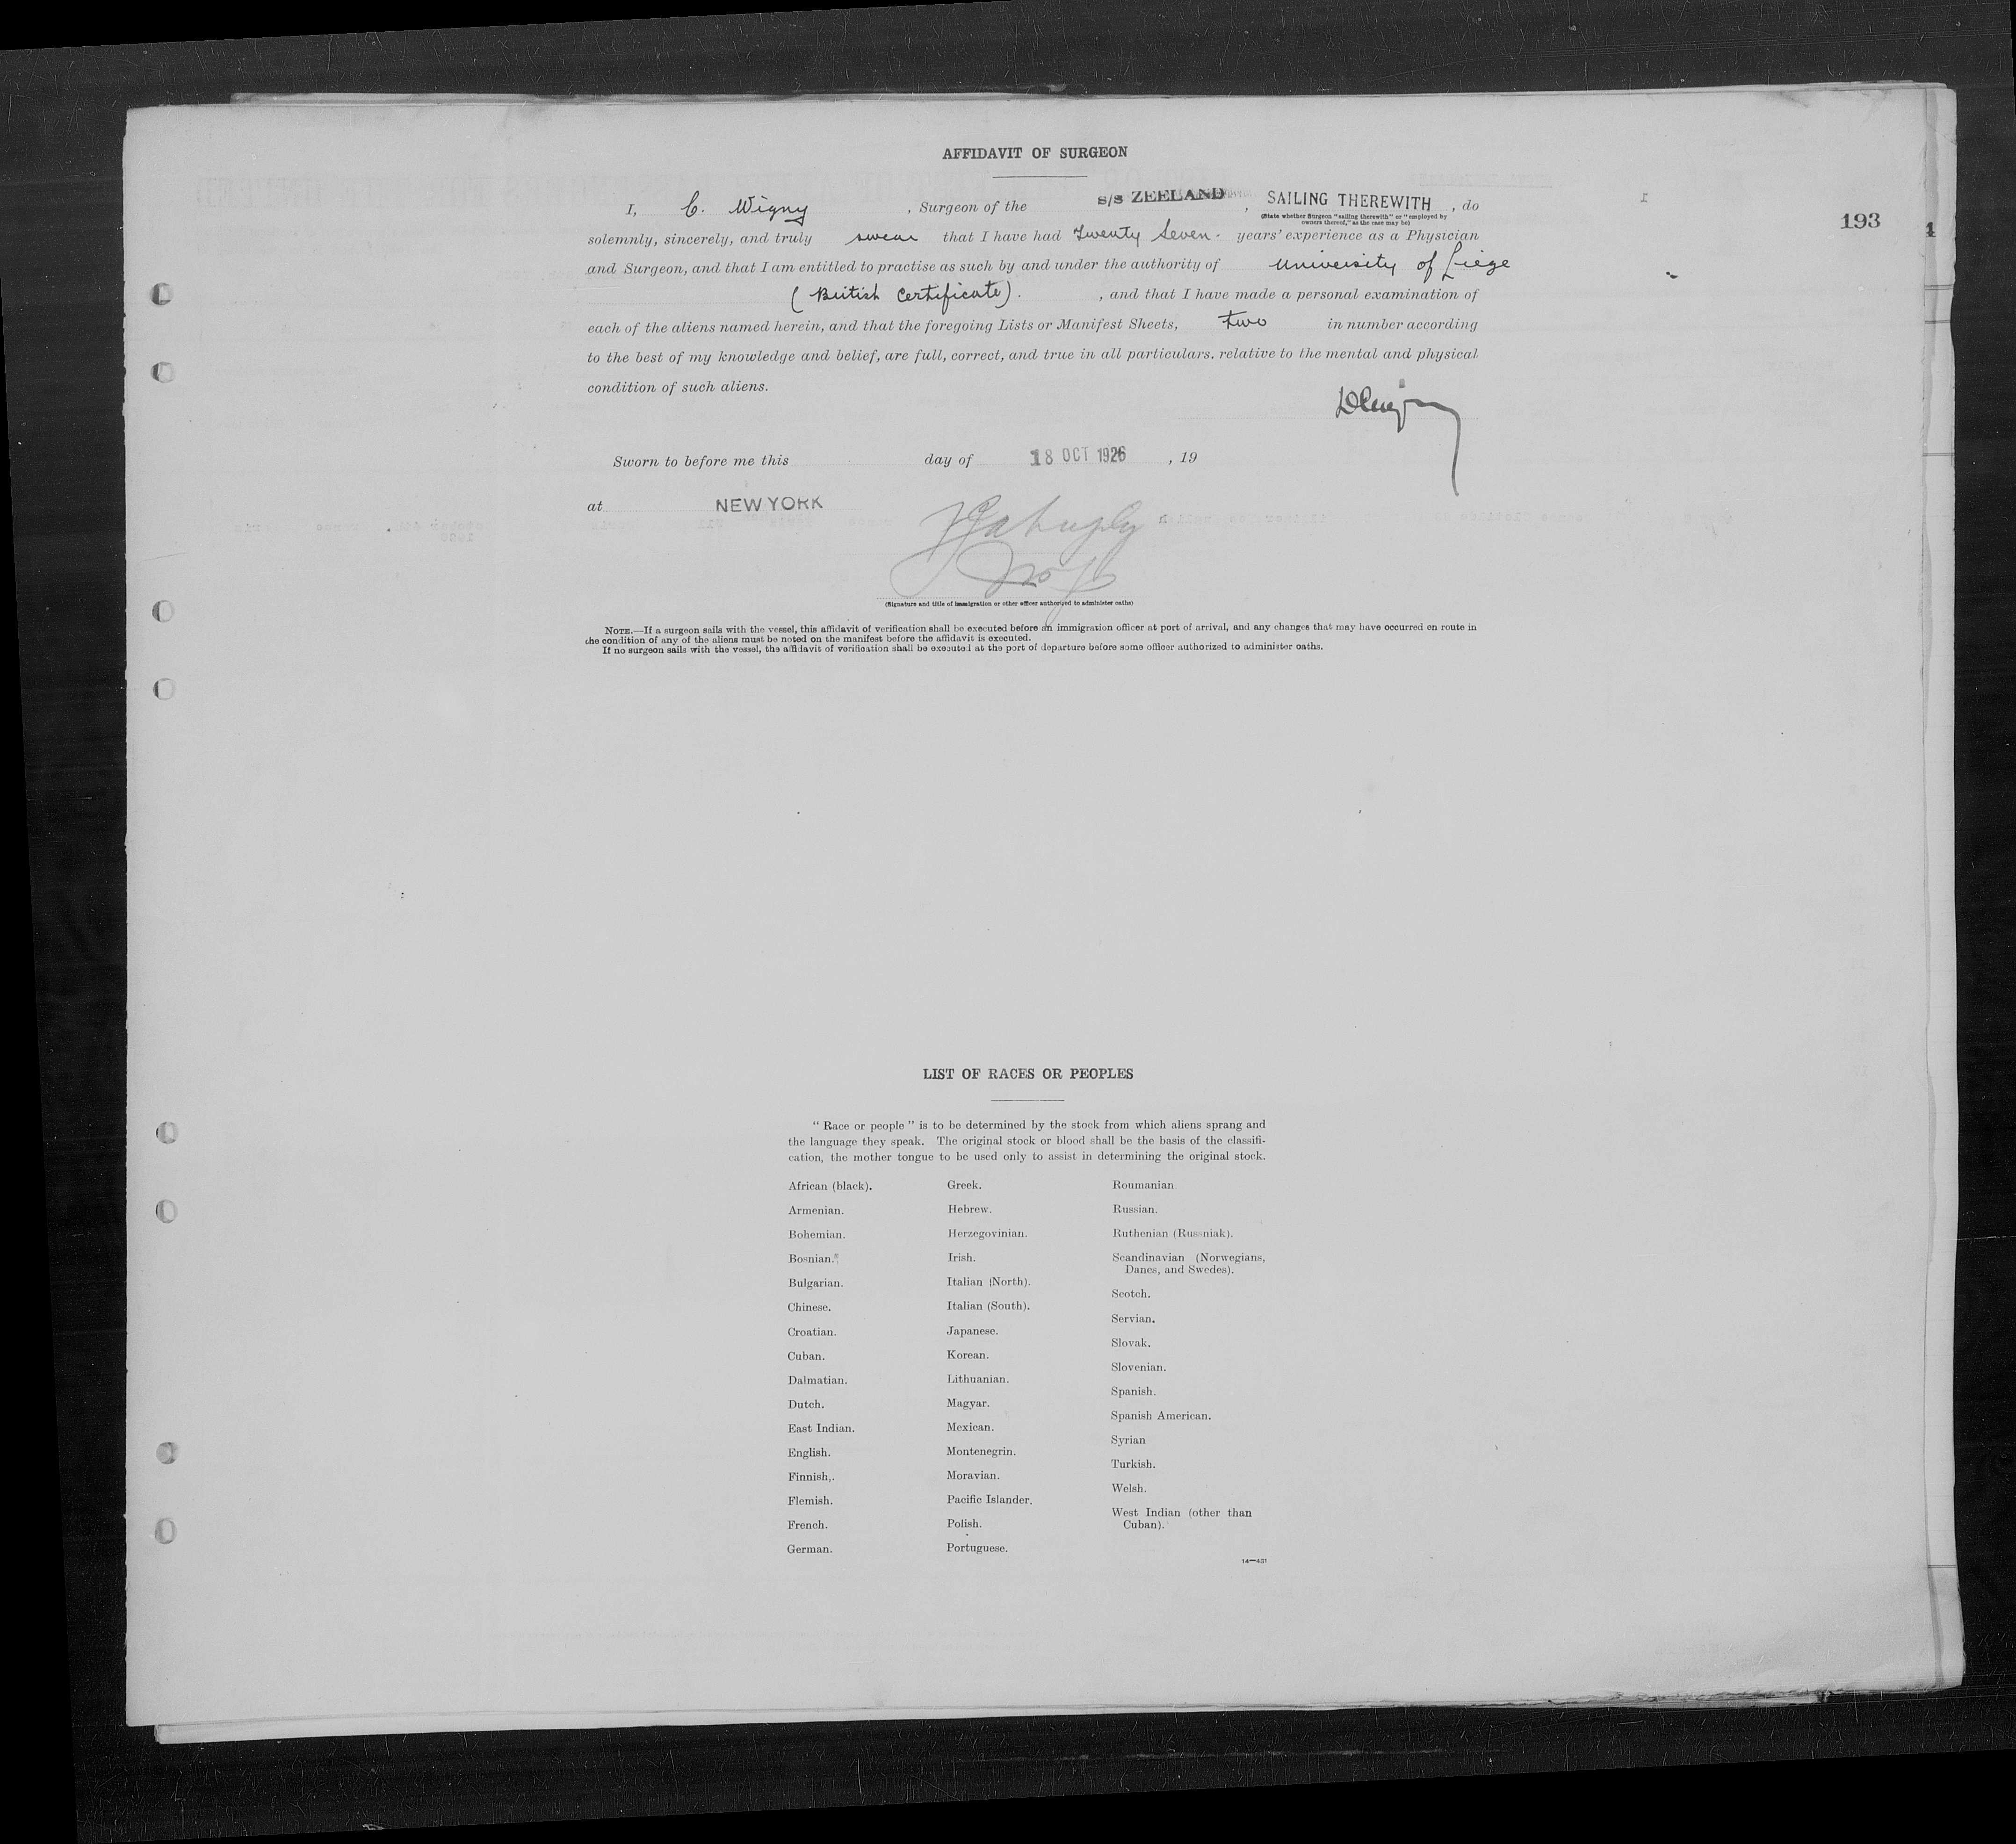 AFFIDAVIT OF SURGEON
193
I, C. Wigny, Surgeon of the s/s ZEELAND, SAILING THEREWITH, do
(State whether Surgeon "sailing therewith" or "employed by
owners thereof," as the case may be)
solemnly, sincerely, and truly swear that I have had Twenty Seven. years' experience as a Physician
and Surgeon, and that I am entitled to practise as such by and under the authority of University of Liege
(British Certificate)., and that I have made a personal examination of
each of the aliens named herein, and that the foregoing Lists or Manifest Sheets, two in number according
to the best of my knowledge and belief, are full, correct, and true in all particulars. relative to the mental and physical
condition of such aliens.
Sworn to before me this day of 18 OCT 1926, 19
at NEW YORK
(Signature and title of immigration or other officer authorized to administer oaths)
NOTE.—If a surgeon sails with the vessel, this affidavit of verification shall be executed before an immigration officer at port of arrival, and any changes that may have occurred on route in
the condition of any of the aliens must be noted on the manifest before the affidavit is executed.
If no surgeon sails with the vessel, the affidavit of verification shall be executed at the port of departure before some officer authorized to administer oaths.
LIST OF RACES OR PEOPLES
" Race or people " is to be determined by the stock from which aliens sprang and
the language they speak. The original stock or blood shall be the basis of the classifi-
cation, the mother tongue to be used only to assist in determining the original stock.
African (black).
Armenian.
Bohemian.
Bosnian.
Bulgarian.
Chinese.
Croatian.
Cuban.
Dalmatian.
Dutch.
East Indian.
English.
Finnish,.
Flemish.
French.
German.
Greek.
Hebrew.
Herzegovinian.
Irish.
Italian (North).
Italian (South).
Japanese.
Korean.
Lithuanian.
Magyar.
Mexican.
Montenegrin.
Moravian.
Pacific Islander.
Polish.
Portuguese.
Roumanian
Russian.
Ruthenian (Russniak).
Scandinavian (Norwegians,
Danes, and Swedes).
Scotch.
Servian.
Slovak.
Slovenian.
Spanish.
Spanish American.
Syrian
Turkish.
Welsh.
West Indian (other than
Cuban).
14—431